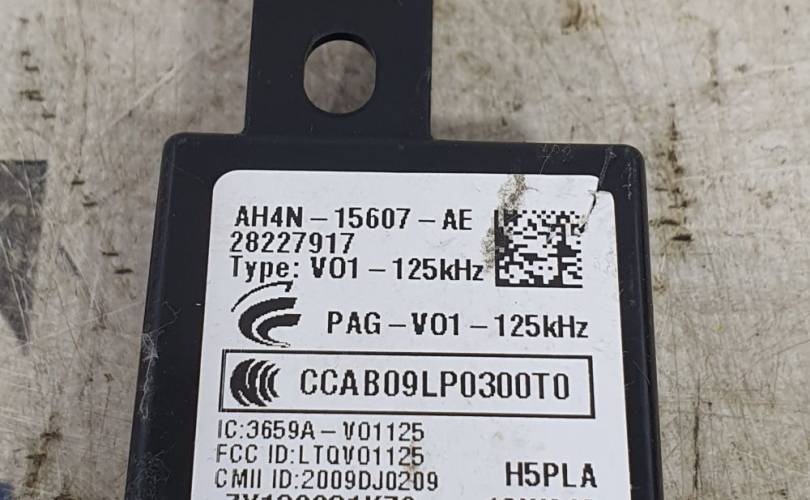 AH4N-15607-AE
28227917
Type: V01-125kHz
PAG-V01-125kHz
CCAB09LP0300T0
IC:3659A-V01125
FCC ID:LTQV01125
CMII ID:2009DJ0209
H5PLA